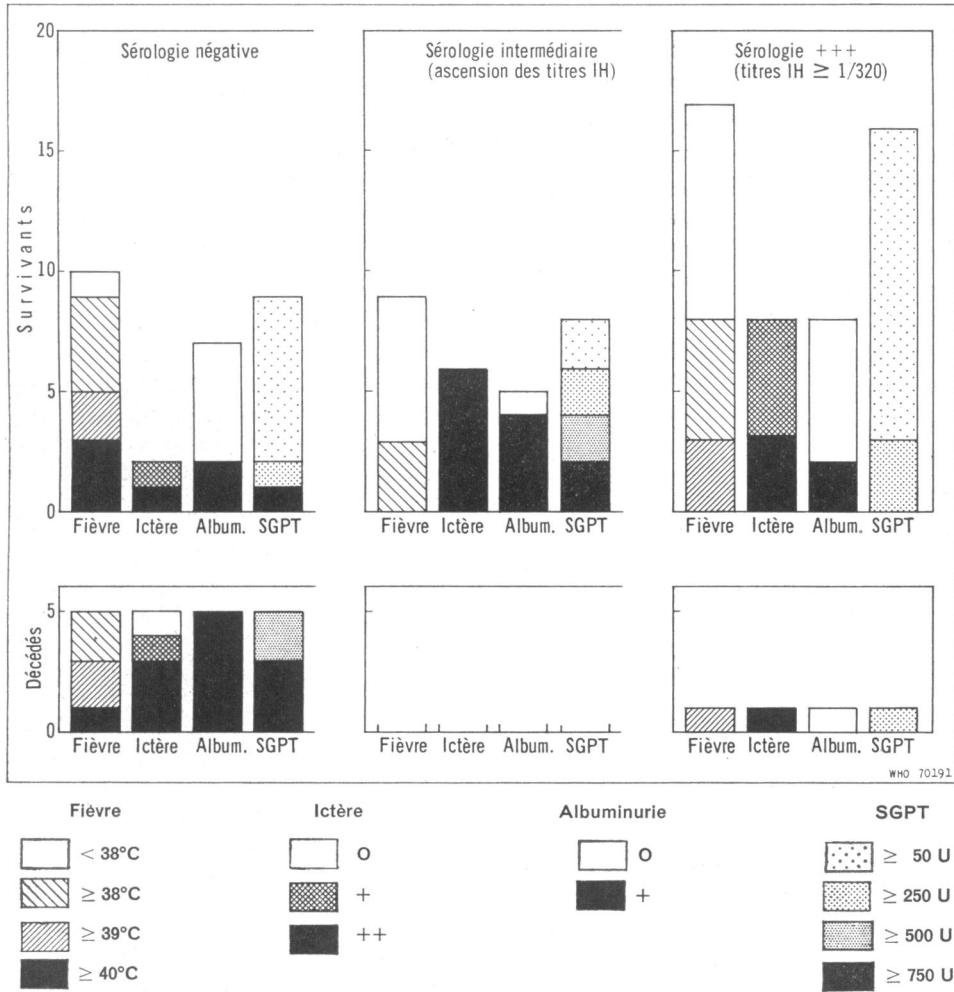 20
15
10
5
0
Survivants
Sérologie négative
Fièvre Ictère Album. SGPT
Sérologie intermédiaire
(ascension des titres IH)
Fièvre Ictère Album. SGPT
Sérologie +++
(titres IH ≥ 1/320)
Fièvre Ictère Album. SGPT
5
0
Décédés
Fièvre Ictère Album. SGPT
Fièvre Ictère Album. SGPT
Fièvre Ictère Album. SGPT
WHO 70191
Fièvre
< 38°C
≥ 38°C
≥ 39°C
≥ 40°C
Ictère
O
+
++
Albuminurie
O
+
SGPT
≥ 50 U
≥ 250 U
≥ 500 U
≥ 750 U